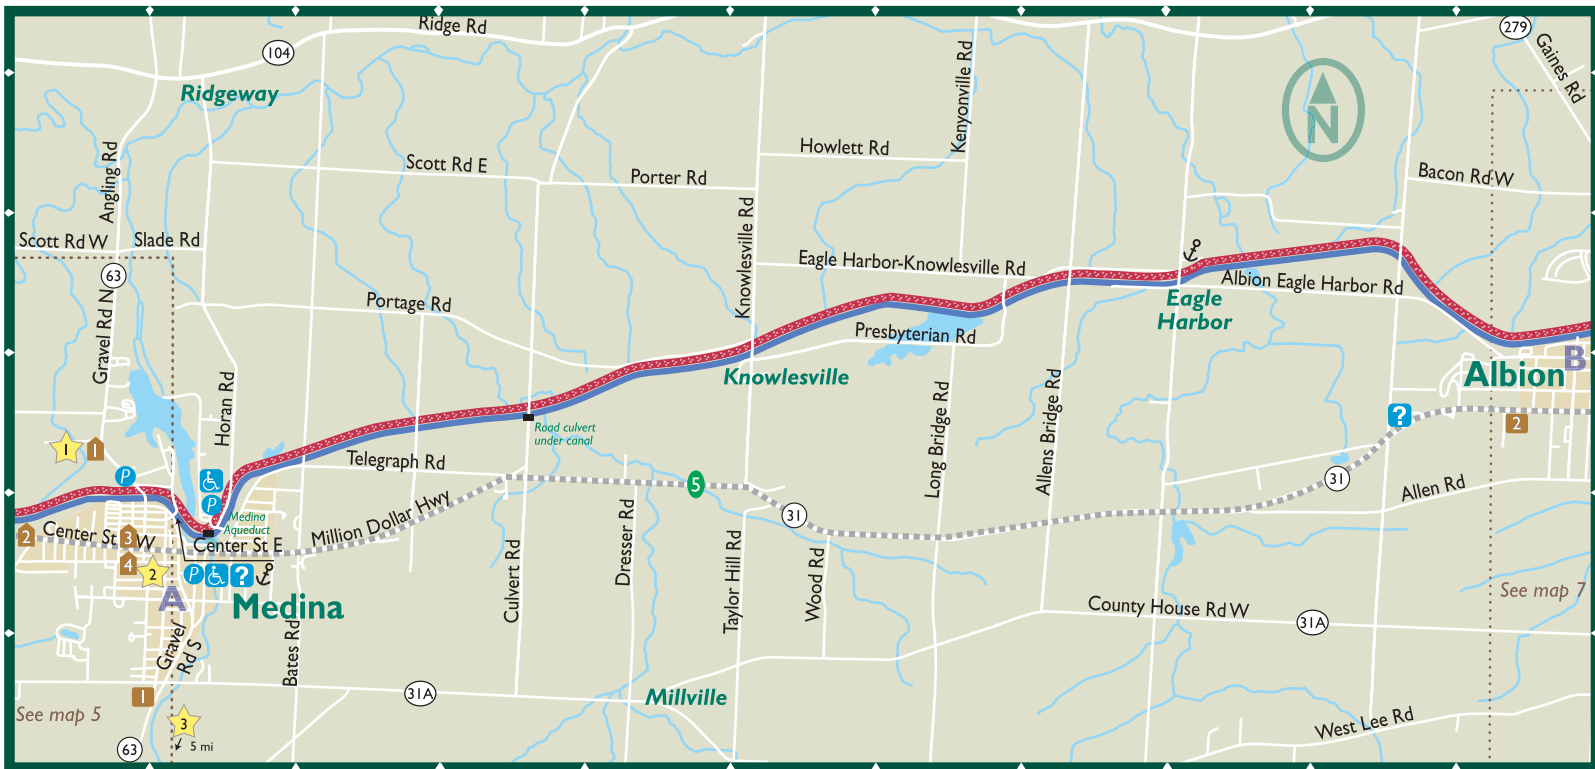 Ridge Rd
104
279
Gaines Rd
Ridgeway
Kenyonville Rd
N
Howlett Rd
Angling Rd
Scott Rd E
Porter Rd
Bacon Rd W
Scott Rd W
Slade Rd
Knowlesville Rd
63
Eagle Harbor-Knowlesville Rd
Albion Eagle Harbor Rd
Gravel Rd N
Portage Rd
Eagle
Harbor
Presbyterian Rd
B
Albion
Knowlesville
Horan Rd
Long Bridge Rd
Allens Bridge Rd
?
2
Road culvert
under canal
1
1
Telegraph Rd
P
P
5
31
Allen Rd
Million Dollar Hwy
31
Medina
Aqueduct
2
Center St W
3
Center St E
4
2
P
?
A
Medina
Culvert Rd
Dresser Rd
Taylor Hill Rd
Wood Rd
See map 7
County House Rd W
31A
Gravel
Rd S
Bates Rd
1
31A
Millville
See map 5
3
5 mi
63
West Lee Rd